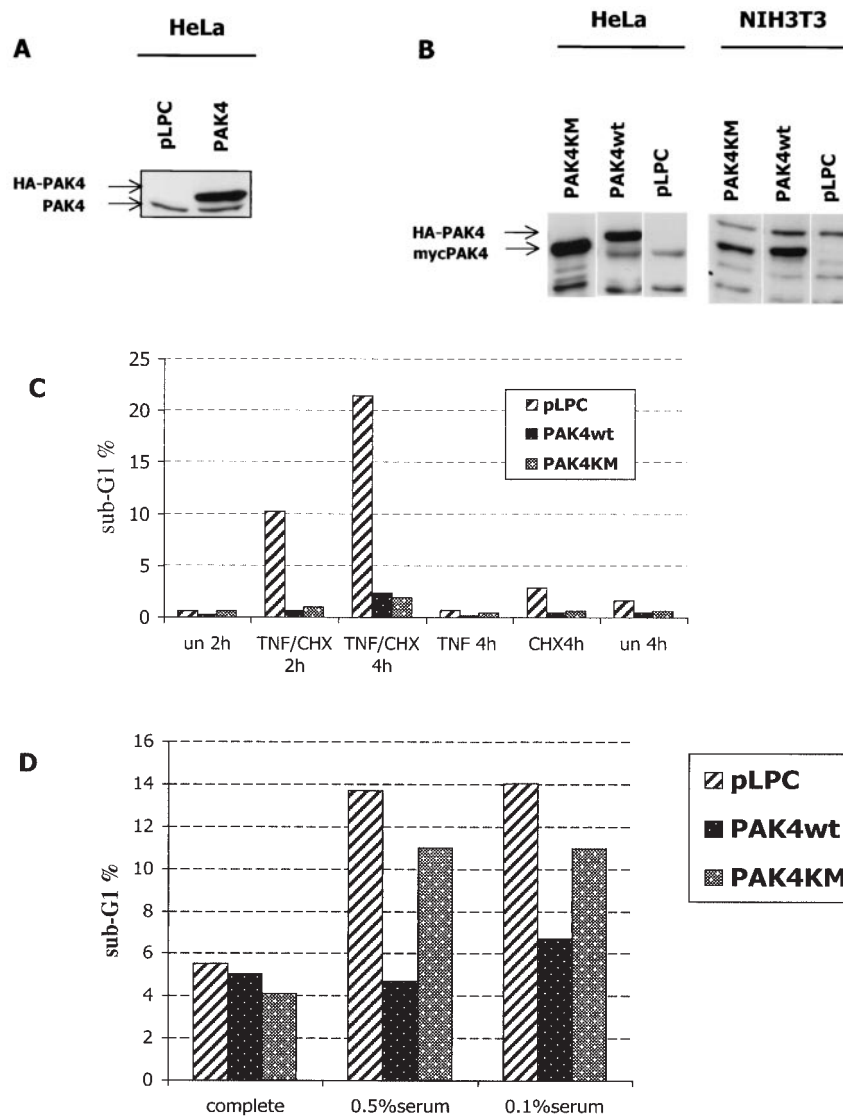 A
HeLa
pLPC
PAK4
HA-PAK4
PAK4
B
HeLa
NIH3T3
PAK4KM
PAK4wt
pLPC
PAK4KM
PAK4wt
pLPC
HA-PAK4
mycPAK4
C
sub-G1 %
25
20
15
10
5
0
pLPC
PAK4wt
PAK4KM
un 2h
TNF/CHX
2h
TNF/CHX
4h
TNF 4h
CHX4h
un 4h
D
sub-G1 %
16
14
12
10
8
6
4
2
0
complete
0.5%serum
0.1%serum
pLPC
PAK4wt
PAK4KM